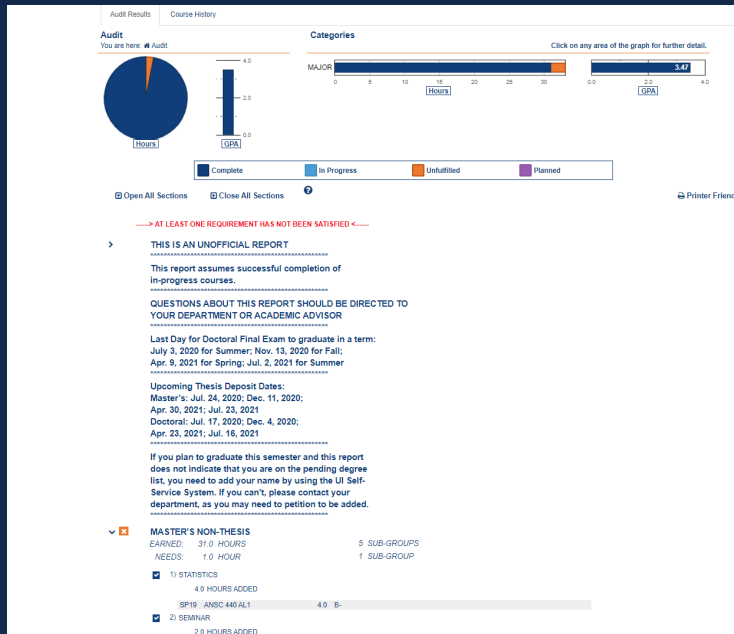 Audit Results Course History
Audit
You are here: Audit
Categories
Click on any area of the graph for further detail.
4.0
2.0
0.0
Hours GPA
MAJOR
0 5 10 15 20 25 30
Hours
3.47
0.0 2.0 4.0
GPA
Complete In Progress Unfulfilled Planned
Open All Sections Close All Sections ? Printer Friend
------> AT LEAST ONE REQUIREMENT HAS NOT BEEN SATISFIED <------
THIS IS AN UNOFFICIAL REPORT
*****************************************************
This report assumes successful completion of
in-progress courses.
*****************************************************
QUESTIONS ABOUT THIS REPORT SHOULD BE DIRECTED TO
YOUR DEPARTMENT OR ACADEMIC ADVISOR
*****************************************************
Last Day for Doctoral Final Exam to graduate in a term:
July 3, 2020 for Summer; Nov. 13, 2020 for Fall;
Apr. 9, 2021 for Spring; Jul. 2, 2021 for Summer
*****************************************************
Upcoming Thesis Deposit Dates:
Master's: Jul. 24, 2020; Dec. 11, 2020;
Apr. 30, 2021; Jul. 23, 2021
Doctoral: Jul. 17, 2020; Dec. 4, 2020;
Apr. 23, 2021; Jul. 16, 2021
*****************************************************
If you plan to graduate this semester and this report
does not indicate that you are on the pending degree
list, you need to add your name by using the UI Self-
Service System. If you can't, please contact your
department, as you may need to petition to be added.
*****************************************************
MASTER'S NON-THESIS
EARNED: 31.0 HOURS 5 SUB-GROUPS
NEEDS: 1.0 HOUR 1 SUB-GROUP
1) STATISTICS
4.0 HOURS ADDED
SP19 ANSC 440 AL1 4.0 B-
2) SEMINAR
2.0 HOURS ADDED